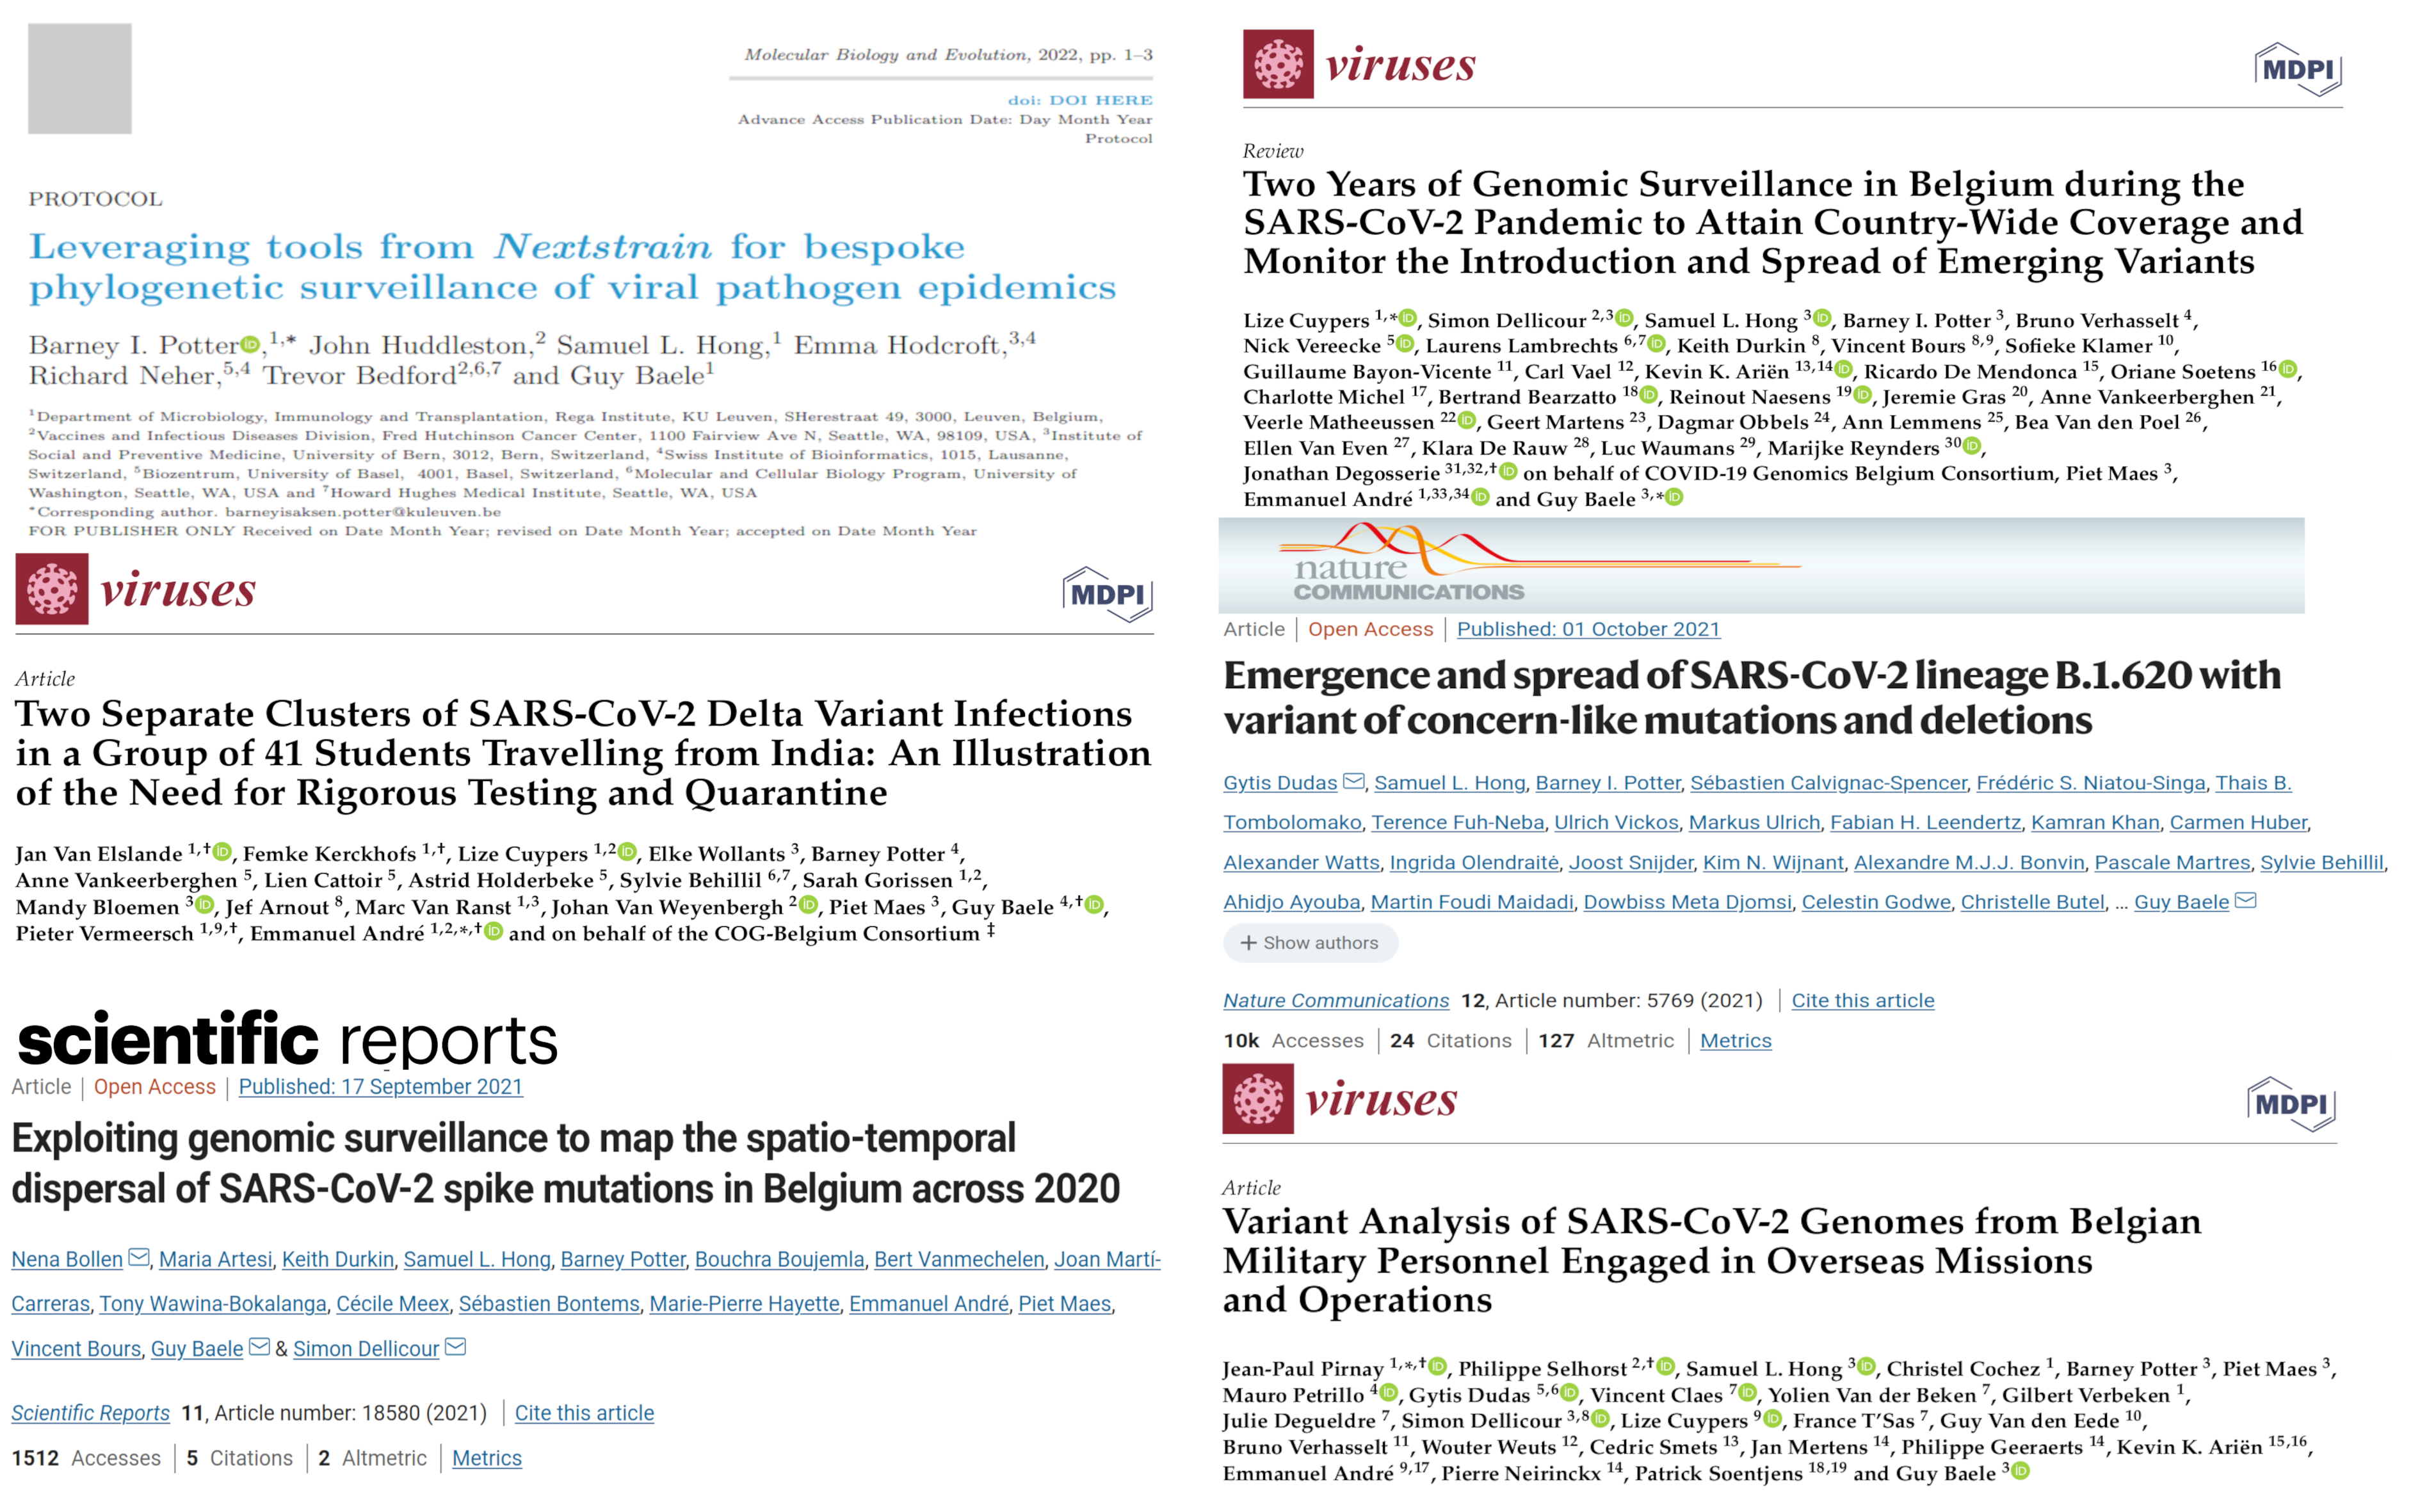 Molecular Biology and Evolution, 2022, pp. 1–3
doi: DOI HERE
Advance Access Publication Date: Day Month Year
Protocol
PROTOCOL
Leveraging tools from Nextstrain for bespoke
phylogenetic surveillance of viral pathogen epidemics
Barney I. Potter iD,1,* John Huddleston,2 Samuel L. Hong,1 Emma Hodcroft,3,4
Richard Neher,5,4 Trevor Bedford2,6,7 and Guy Baele1
1Department of Microbiology, Immunology and Transplantation, Rega Institute, KU Leuven, SHerestraat 49, 3000, Leuven, Belgium,
2Vaccines and Infectious Diseases Division, Fred Hutchinson Cancer Center, 1100 Fairview Ave N, Seattle, WA, 98109, USA, 3Institute of
Social and Preventive Medicine, University of Bern, 3012, Bern, Switzerland, 4Swiss Institute of Bioinformatics, 1015, Lausanne,
Switzerland, 5Biozentrum, University of Basel, 4001, Basel, Switzerland, 6Molecular and Cellular Biology Program, University of
Washington, Seattle, WA, USA and 7Howard Hughes Medical Institute, Seattle, WA, USA
*Corresponding author. barneyisaksen.potter@kuleuven.be
FOR PUBLISHER ONLY Received on Date Month Year; revised on Date Month Year; accepted on Date Month Year
viruses
MDPI
Article
Two Separate Clusters of SARS-CoV-2 Delta Variant Infections
in a Group of 41 Students Travelling from India: An Illustration
of the Need for Rigorous Testing and Quarantine
Jan Van Elslande 1,† iD, Femke Kerckhofs 1,†, Lize Cuypers 1,2 iD, Elke Wollants 3, Barney Potter 4,
Anne Vankeerberghen 5, Lien Cattoir 5, Astrid Holderbeke 5, Sylvie Behillil 6,7, Sarah Gorissen 1,2,
Mandy Bloemen 3 iD, Jef Arnout 8, Marc Van Ranst 1,3, Johan Van Weyenbergh 2 iD, Piet Maes 3, Guy Baele 4,† iD,
Pieter Vermeersch 1,9,†, Emmanuel André 1,2,*,† iD and on behalf of the COG-Belgium Consortium ‡
scientific reports
Article | Open Access | Published: 17 September 2021
Exploiting genomic surveillance to map the spatio-temporal
dispersal of SARS-CoV-2 spike mutations in Belgium across 2020
Nena Bollen, Maria Artesi, Keith Durkin, Samuel L. Hong, Barney Potter, Bouchra Boujemla, Bert Vanmechelen, Joan Martí-
Carreras, Tony Wawina-Bokalanga, Cécile Meex, Sébastien Bontems, Marie-Pierre Hayette, Emmanuel André, Piet Maes,
Vincent Bours, Guy Baele & Simon Dellicour
Scientific Reports 11, Article number: 18580 (2021) | Cite this article
1512 Accesses | 5 Citations | 2 Altmetric | Metrics
viruses
MDPI
Review
Two Years of Genomic Surveillance in Belgium during the
SARS-CoV-2 Pandemic to Attain Country-Wide Coverage and
Monitor the Introduction and Spread of Emerging Variants
Lize Cuypers 1,* iD, Simon Dellicour 2,3 iD, Samuel L. Hong 3 iD, Barney I. Potter 3, Bruno Verhasselt 4,
Nick Vereecke 5 iD, Laurens Lambrechts 6,7 iD, Keith Durkin 8, Vincent Bours 8,9, Sofieke Klamer 10,
Guillaume Bayon-Vicente 11, Carl Vael 12, Kevin K. Ariën 13,14 iD, Ricardo De Mendonca 15, Oriane Soetens 16 iD,
Charlotte Michel 17, Bertrand Bearzatto 18 iD, Reinout Naesens 19 iD, Jeremie Gras 20, Anne Vankeerberghen 21,
Veerle Matheeussen 22 iD, Geert Martens 23, Dagmar Obbels 24, Ann Lemmens 25, Bea Van den Poel 26,
Ellen Van Even 27, Klara De Rauw 28, Luc Waumans 29, Marijke Reynders 30 iD,
Jonathan Degosserie 31,32,† iD on behalf of COVID-19 Genomics Belgium Consortium, Piet Maes 3,
Emmanuel André 1,33,34 iD and Guy Baele 3,* iD
nature
COMMUNICATIONS
Article | Open Access | Published: 01 October 2021
Emergence and spread of SARS-CoV-2 lineage B.1.620 with
variant of concern-like mutations and deletions
Gytis Dudas, Samuel L. Hong, Barney I. Potter, Sébastien Calvignac-Spencer, Frédéric S. Niatou-Singa, Thais B.
Tombolomako, Terence Fuh-Neba, Ulrich Vickos, Markus Ulrich, Fabian H. Leendertz, Kamran Khan, Carmen Huber,
Alexander Watts, Ingrida Olendraitė, Joost Snijder, Kim N. Wijnant, Alexandre M.J.J. Bonvin, Pascale Martres, Sylvie Behillil,
Ahidjo Ayouba, Martin Foudi Maidadi, Dowbiss Meta Djomsi, Celestin Godwe, Christelle Butel, … Guy Baele
+ Show authors
Nature Communications 12, Article number: 5769 (2021) | Cite this article
10k Accesses | 24 Citations | 127 Altmetric | Metrics
viruses
MDPI
Article
Variant Analysis of SARS-CoV-2 Genomes from Belgian
Military Personnel Engaged in Overseas Missions
and Operations
Jean-Paul Pirnay 1,*,† iD, Philippe Selhorst 2,† iD, Samuel L. Hong 3 iD, Christel Cochez 1, Barney Potter 3, Piet Maes 3,
Mauro Petrillo 4 iD, Gytis Dudas 5,6 iD, Vincent Claes 7 iD, Yolien Van der Beken 7, Gilbert Verbeken 1,
Julie Degueldre 7, Simon Dellicour 3,8 iD, Lize Cuypers 9 iD, France T'Sas 7, Guy Van den Eede 10,
Bruno Verhasselt 11, Wouter Weuts 12, Cedric Smets 13, Jan Mertens 14, Philippe Geeraerts 14, Kevin K. Ariën 15,16,
Emmanuel André 9,17, Pierre Neirinckx 14, Patrick Soentjens 18,19 and Guy Baele 3 iD